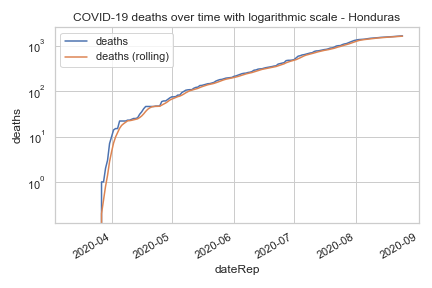 COVID-19 deaths over time with logarithmic scale - Honduras
deaths
deaths (rolling)
10³
10²
10¹
10⁰
deaths
2020-04
2020-05
2020-06
2020-07
2020-08
2020-09
dateRep